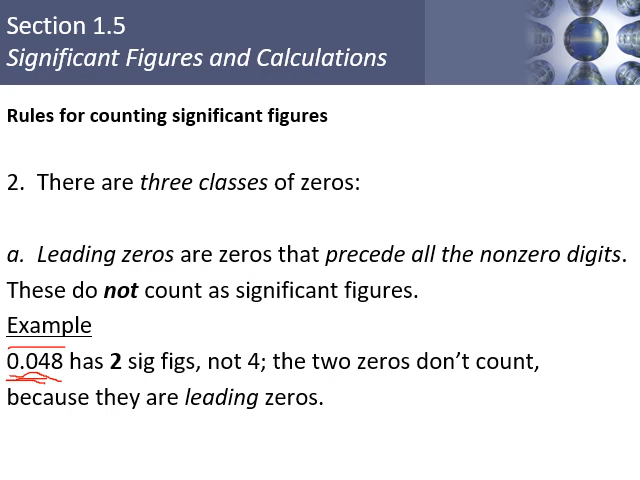 Section 1.5
Significant Figures and Calculations
Rules for counting significant figures
2. There are three classes of zeros:
a. Leading zeros are zeros that precede all the nonzero digits.
These do not count as significant figures.
Example
0.048 has 2 sig figs, not 4; the two zeros don’t count,
because they are leading zeros.